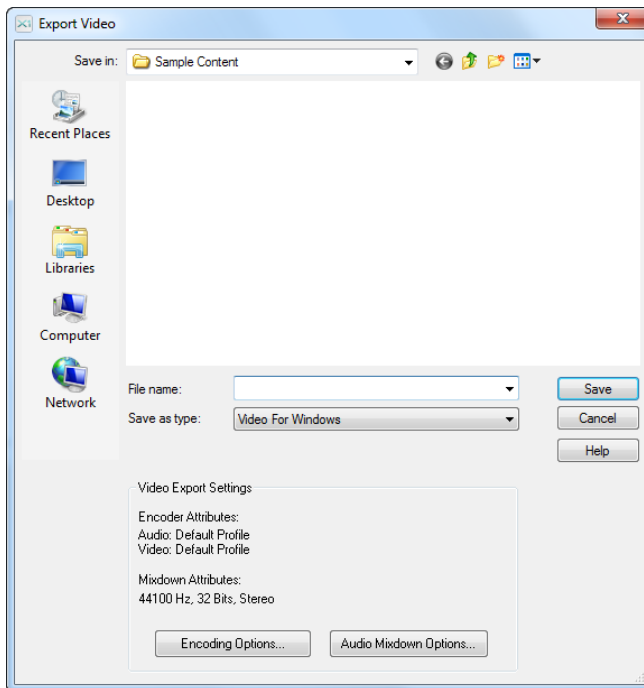 Export Video
Save in: Sample Content
Recent Places
Desktop
Libraries
Computer
Network
File name:
Save as type: Video For Windows
Save
Cancel
Help
Video Export Settings
Encoder Attributes:
Audio: Default Profile
Video: Default Profile
Mixdown Attributes:
44100 Hz, 32 Bits, Stereo
Encoding Options... Audio Mixdown Options...